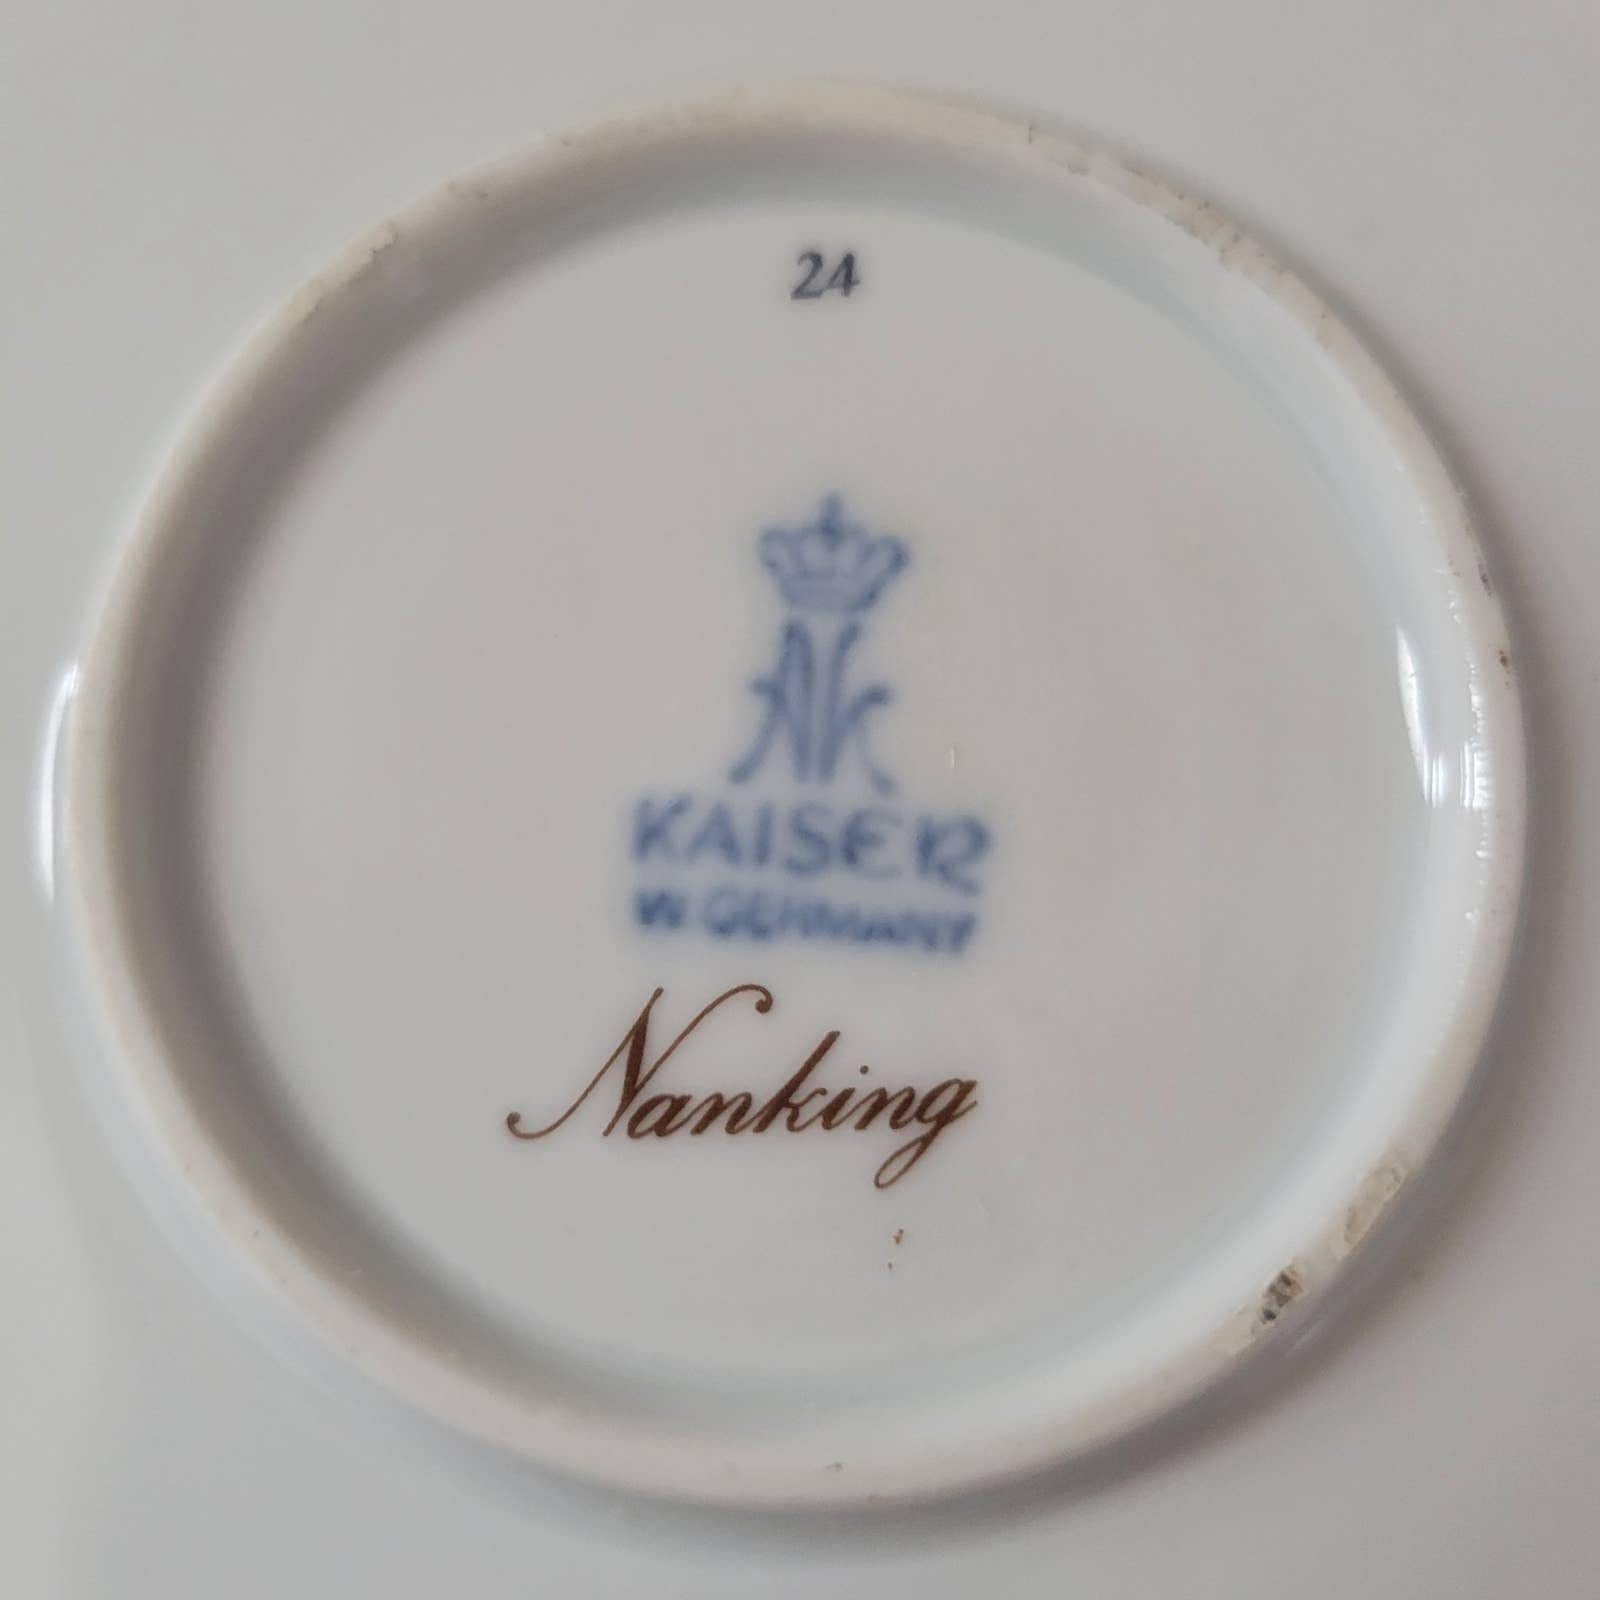 24
AK
KAISER
W. GERMANY
Nanking